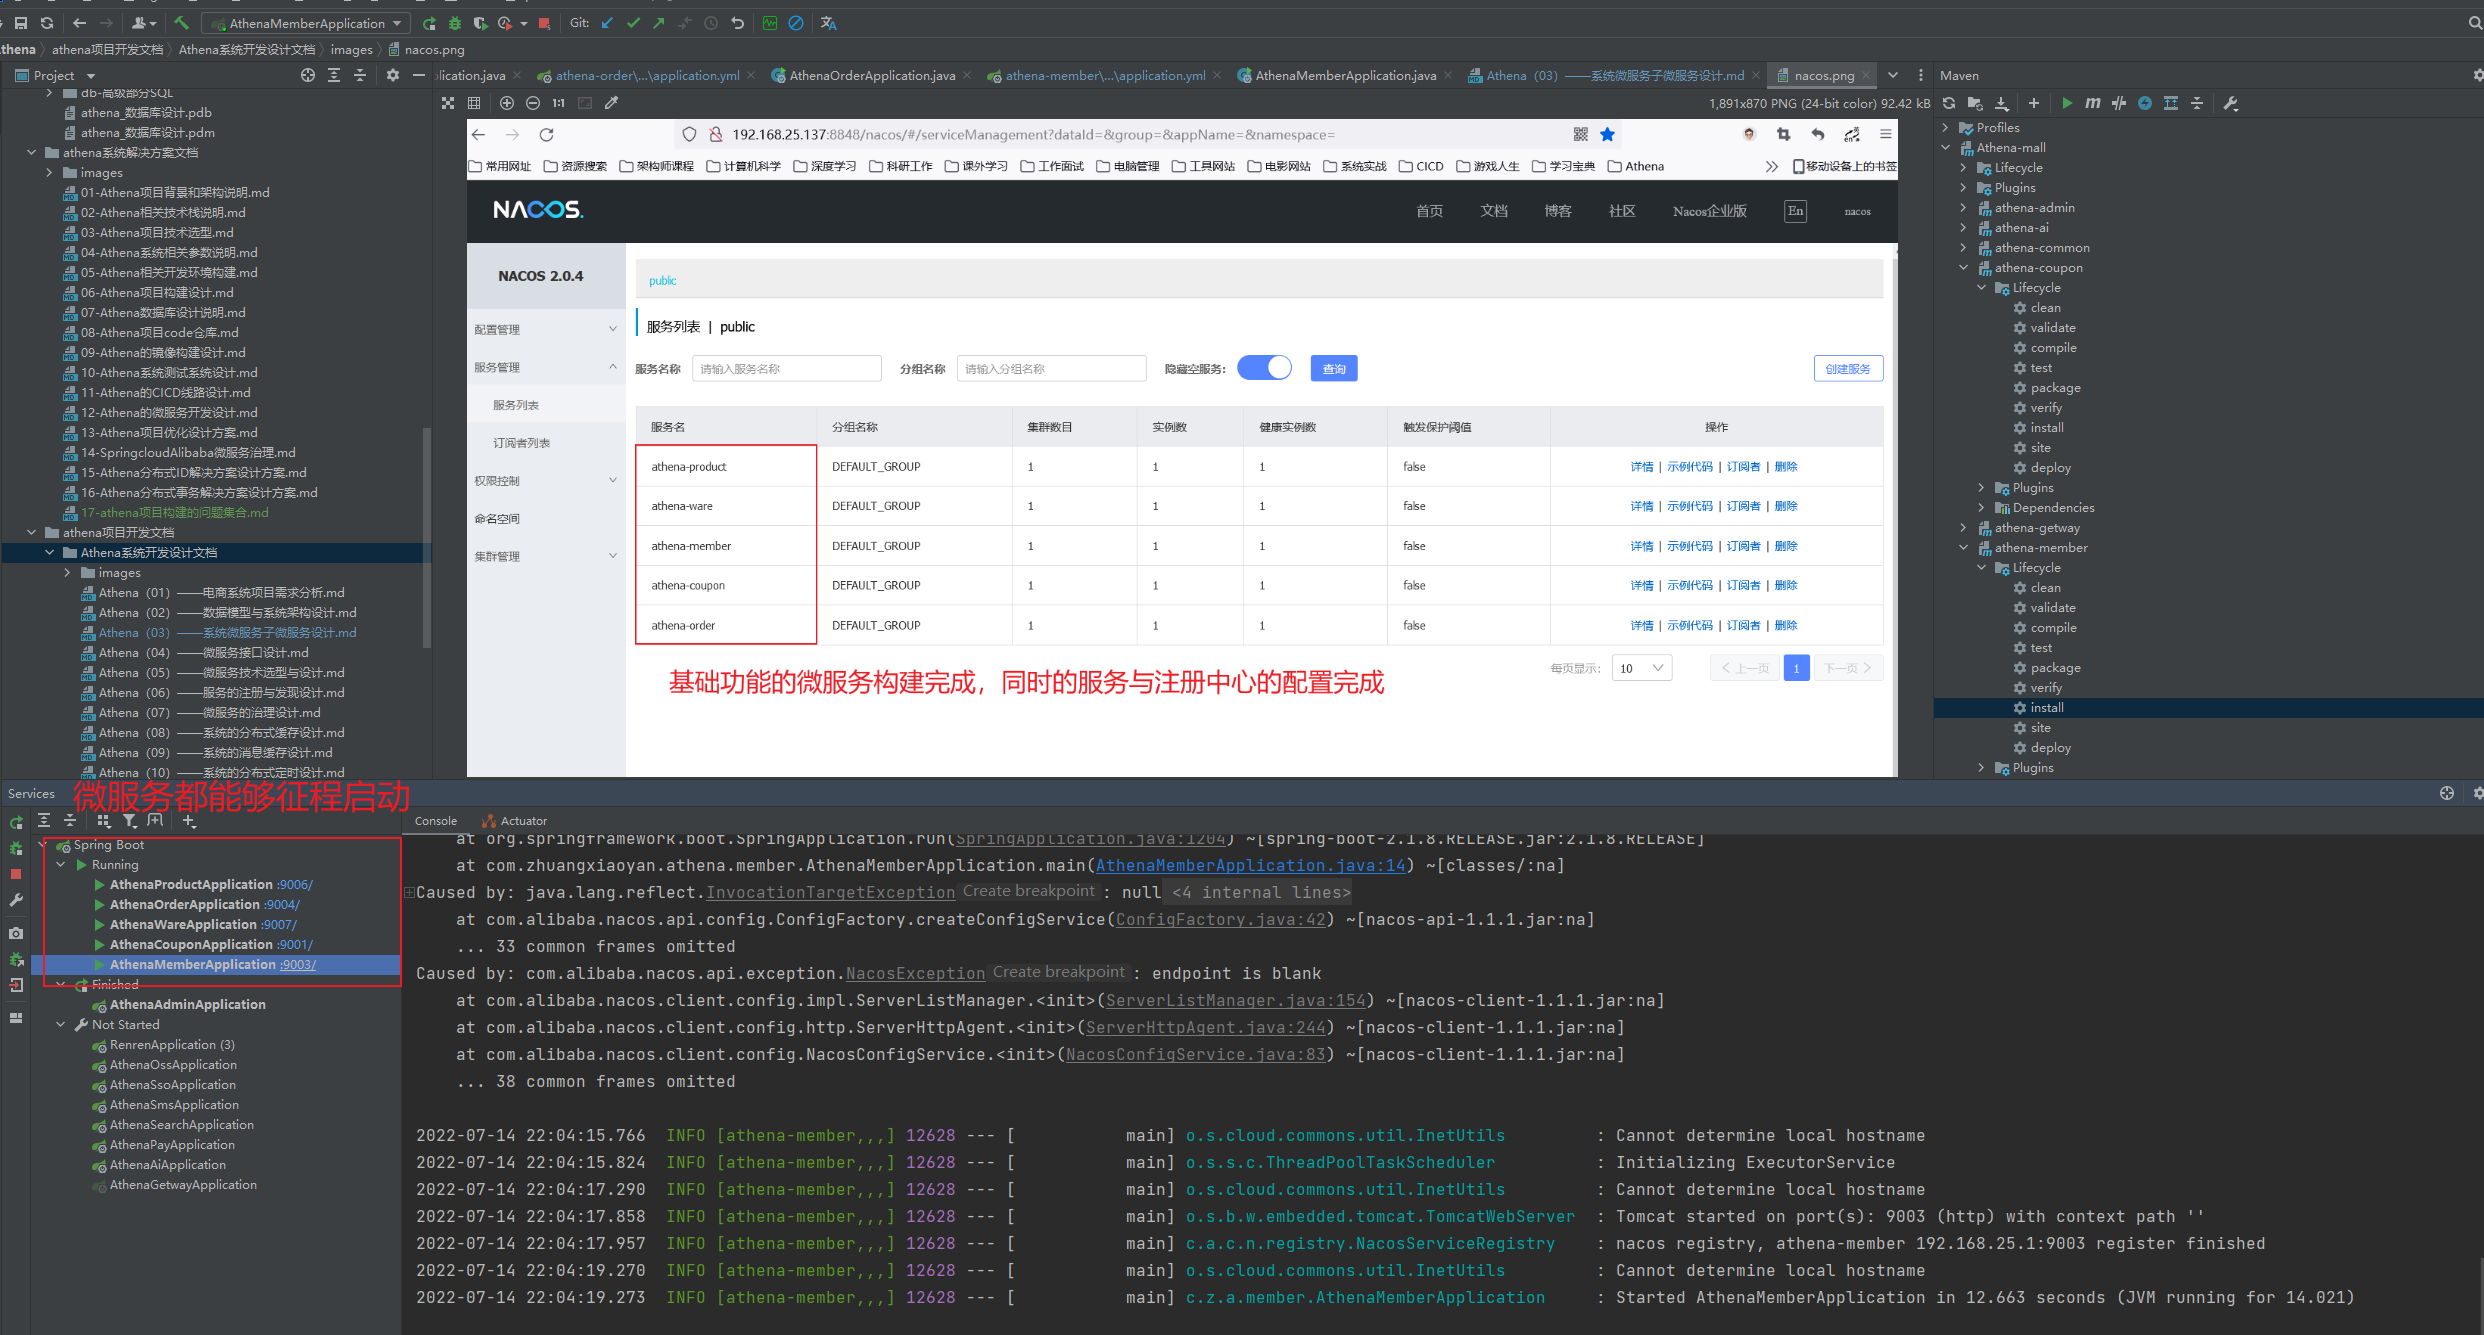 AthenaMemberApplication
Git:
thena
athena项目开发文档
Athena系统开发设计文档
images
nacos.png
Project
lication.java
athena-order\...\application.yml
AthenaOrderApplication.java
athena-member\...\application.yml
AthenaMemberApplication.java
Athena（03）——系统微服务子微服务设计.md
nacos.png
Maven
1:1
1,891x870 PNG (24-bit color) 92.42 kB
db-高级部分SQL
athena_数据库设计.pdb
athena_数据库设计.pdm
athena系统解决方案文档
images
01-Athena项目背景和架构说明.md
02-Athena相关技术栈说明.md
03-Athena项目技术选型.md
04-Athena系统相关参数说明.md
05-Athena相关开发环境构建.md
06-Athena项目构建设计.md
07-Athena数据库设计说明.md
08-Athena项目code仓库.md
09-Athena的镜像构建设计.md
10-Athena系统测试系统设计.md
11-Athena的CICD线路设计.md
12-Athena的微服务开发设计.md
13-Athena项目优化设计方案.md
14-SpringcloudAlibaba微服务治理.md
15-Athena分布式ID解决方案设计方案.md
16-Athena分布式事务解决方案设计方案.md
17-athena项目构建的问题集合.md
athena项目开发文档
Athena系统开发设计文档
images
Athena（01）——电商系统项目需求分析.md
Athena（02）——数据模型与系统架构设计.md
Athena（03）——系统微服务子微服务设计.md
Athena（04）——微服务接口设计.md
Athena（05）——微服务技术选型与设计.md
Athena（06）——服务的注册与发现设计.md
Athena（07）——微服务的治理设计.md
Athena（08）——系统的分布式缓存设计.md
Athena（09）——系统的消息缓存设计.md
Athena（10）——系统的分布式定时设计.md
192.168.25.137:8848/nacos/#/serviceManagement?dataId=&group=&appName=&namespace=
常用网址 资源搜索 架构师课程 计算机科学 深度学习 科研工作 课外学习 工作面试 电脑管理 工具网站 电影网站 系统实战 CICD 游戏人生 学习宝典 Athena
移动设备上的书签
NACOS.
首页 文档 博客 社区 Nacos企业版 En nacos
NACOS 2.0.4
配置管理
服务管理
服务列表
订阅者列表
权限控制
命名空间
集群管理
public
服务列表 | public
服务名称 请输入服务名称 分组名称 请输入分组名称 隐藏空服务: 查询 创建服务
服务名 分组名称 集群数目 实例数 健康实例数 触发保护阈值 操作
athena-product DEFAULT_GROUP 1 1 1 false 详情 | 示例代码 | 订阅者 | 删除
athena-ware DEFAULT_GROUP 1 1 1 false 详情 | 示例代码 | 订阅者 | 删除
athena-member DEFAULT_GROUP 1 1 1 false 详情 | 示例代码 | 订阅者 | 删除
athena-coupon DEFAULT_GROUP 1 1 1 false 详情 | 示例代码 | 订阅者 | 删除
athena-order DEFAULT_GROUP 1 1 1 false 详情 | 示例代码 | 订阅者 | 删除
每页显示: 10 上一页 1 下一页
基础功能的微服务构建完成，同时的服务与注册中心的配置完成
Profiles
Athena-mall
Lifecycle
Plugins
athena-admin
athena-ai
athena-common
athena-coupon
Lifecycle
clean
validate
compile
test
package
verify
install
site
deploy
Plugins
Dependencies
athena-getway
athena-member
Lifecycle
clean
validate
compile
test
package
verify
install
site
deploy
Plugins
Services
微服务都能够征程启动
Spring Boot
Running
AthenaProductApplication :9006/
AthenaOrderApplication :9004/
AthenaWareApplication :9007/
AthenaCouponApplication :9001/
AthenaMemberApplication :9003/
Finished
AthenaAdminApplication
Not Started
RenrenApplication (3)
AthenaOssApplication
AthenaSsoApplication
AthenaSmsApplication
AthenaSearchApplication
AthenaPayApplication
AthenaAiApplication
AthenaGetwayApplication
Console Actuator
at org.springframework.boot.SpringApplication.run(SpringApplication.java:1204) ~[spring-boot-2.1.8.RELEASE.jar:2.1.8.RELEASE]
at com.zhuangxiaoyan.athena.member.AthenaMemberApplication.main(AthenaMemberApplication.java:14) ~[classes/:na]
Caused by: java.lang.reflect.InvocationTargetException Create breakpoint : null <4 internal lines>
at com.alibaba.nacos.api.config.ConfigFactory.createConfigService(ConfigFactory.java:42) ~[nacos-api-1.1.1.jar:na]
... 33 common frames omitted
Caused by: com.alibaba.nacos.api.exception.NacosException Create breakpoint : endpoint is blank
at com.alibaba.nacos.client.config.impl.ServerListManager.<init>(ServerListManager.java:154) ~[nacos-client-1.1.1.jar:na]
at com.alibaba.nacos.client.config.http.ServerHttpAgent.<init>(ServerHttpAgent.java:244) ~[nacos-client-1.1.1.jar:na]
at com.alibaba.nacos.client.config.NacosConfigService.<init>(NacosConfigService.java:83) ~[nacos-client-1.1.1.jar:na]
... 38 common frames omitted
2022-07-14 22:04:15.766 INFO [athena-member,,,] 12628 --- [ main] o.s.cloud.commons.util.InetUtils : Cannot determine local hostname
2022-07-14 22:04:15.824 INFO [athena-member,,,] 12628 --- [ main] o.s.s.c.ThreadPoolTaskScheduler : Initializing ExecutorService
2022-07-14 22:04:17.290 INFO [athena-member,,,] 12628 --- [ main] o.s.cloud.commons.util.InetUtils : Cannot determine local hostname
2022-07-14 22:04:17.858 INFO [athena-member,,,] 12628 --- [ main] o.s.b.w.embedded.tomcat.TomcatWebServer : Tomcat started on port(s): 9003 (http) with context path ''
2022-07-14 22:04:17.957 INFO [athena-member,,,] 12628 --- [ main] c.a.c.n.registry.NacosServiceRegistry : nacos registry, athena-member 192.168.25.1:9003 register finished
2022-07-14 22:04:19.270 INFO [athena-member,,,] 12628 --- [ main] o.s.cloud.commons.util.InetUtils : Cannot determine local hostname
2022-07-14 22:04:19.273 INFO [athena-member,,,] 12628 --- [ main] c.z.a.member.AthenaMemberApplication : Started AthenaMemberApplication in 12.663 seconds (JVM running for 14.021)